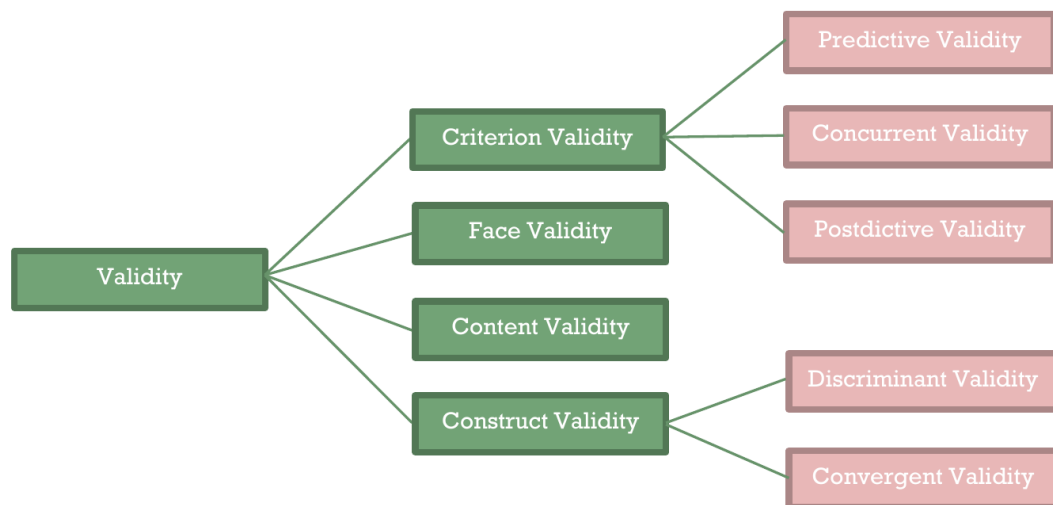 Validity
Criterion Validity
Face Validity
Content Validity
Construct Validity
Predictive Validity
Concurrent Validity
Postdictive Validity
Discriminant Validity
Convergent Validity